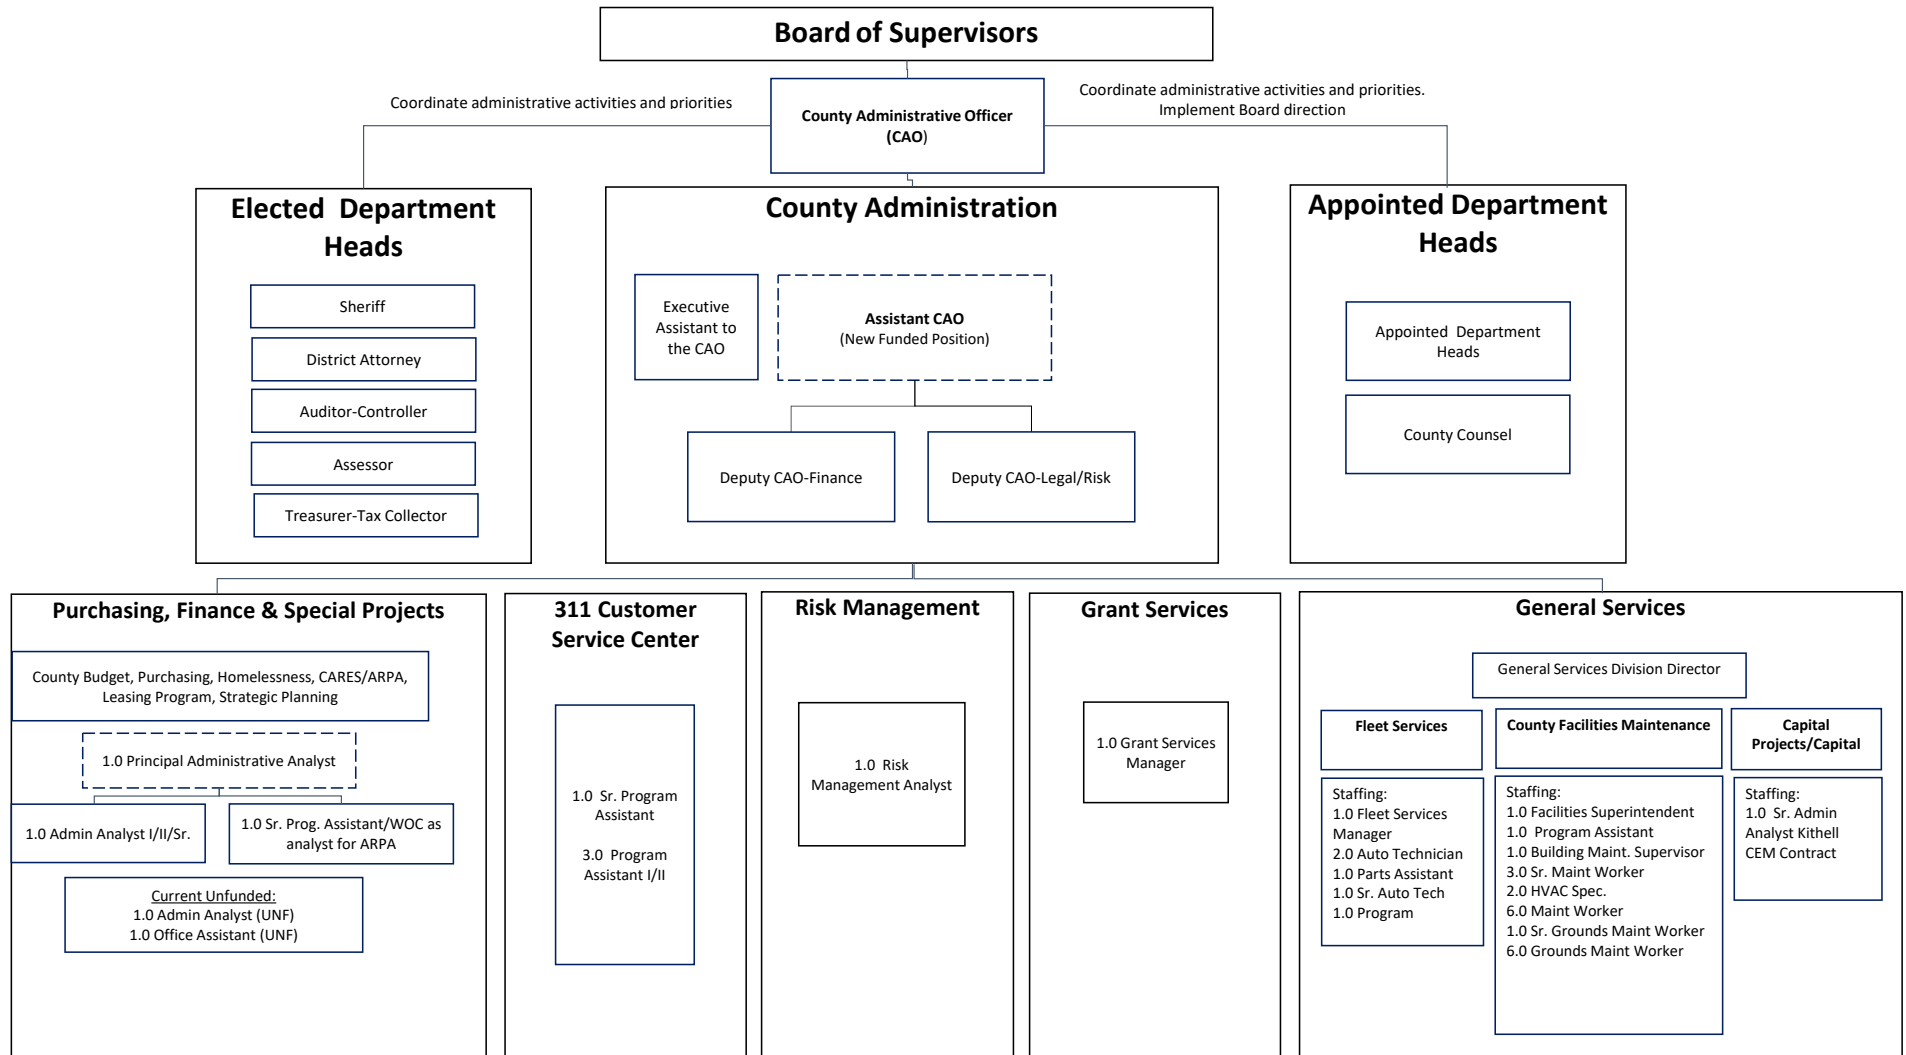 Board of Supervisors
Coordinate administrative activities and priorities
County Administrative Officer
(CAO)
Coordinate administrative activities and priorities.
Implement Board direction
Elected Department
Heads
Sheriff
District Attorney
Auditor-Controller
Assessor
Treasurer-Tax Collector
County Administration
Executive
Assistant to
the CAO
Assistant CAO
(New Funded Position)
Deputy CAO-Finance
Deputy CAO-Legal/Risk
Appointed Department
Heads
Appointed Department
Heads
County Counsel
Purchasing, Finance & Special Projects
County Budget, Purchasing, Homelessness, CARES/ARPA,
Leasing Program, Strategic Planning
1.0 Principal Administrative Analyst
1.0 Admin Analyst I/II/Sr.
1.0 Sr. Prog. Assistant/WOC as
analyst for ARPA
Current Unfunded:
1.0 Admin Analyst (UNF)
1.0 Office Assistant (UNF)
311 Customer
Service Center
1.0 Sr. Program
Assistant
3.0 Program
Assistant I/II
Risk Management
1.0 Risk
Management Analyst
Grant Services
1.0 Grant Services
Manager
General Services
General Services Division Director
Fleet Services
Staffing:
1.0 Fleet Services
Manager
2.0 Auto Technician
1.0 Parts Assistant
1.0 Sr. Auto Tech
1.0 Program
County Facilities Maintenance
Staffing:
1.0 Facilities Superintendent
1.0 Program Assistant
1.0 Building Maint. Supervisor
3.0 Sr. Maint Worker
2.0 HVAC Spec.
6.0 Maint Worker
1.0 Sr. Grounds Maint Worker
6.0 Grounds Maint Worker
Capital
Projects/Capital
Staffing:
1.0 Sr. Admin
Analyst Kithell
CEM Contract